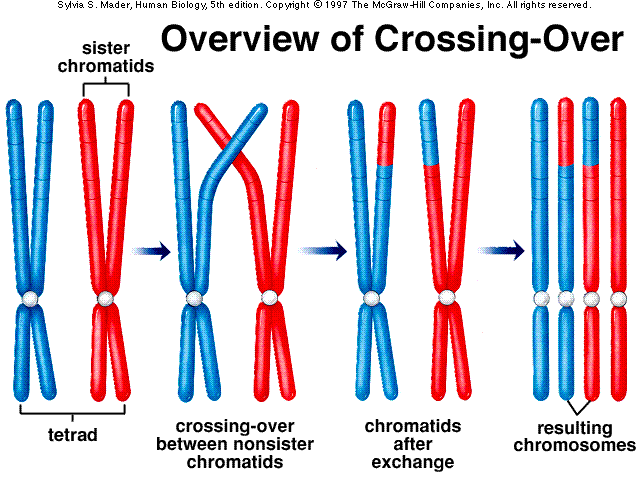 Sylvia S. Mader, Human Biology, 5th edition. Copyright © 1997 The McGraw-Hill Companies, Inc. All rights reserved.
Overview of Crossing-Over
sister
chromatids
tetrad
crossing-over
between nonsister
chromatids
chromatids
after
exchange
resulting
chromosomes